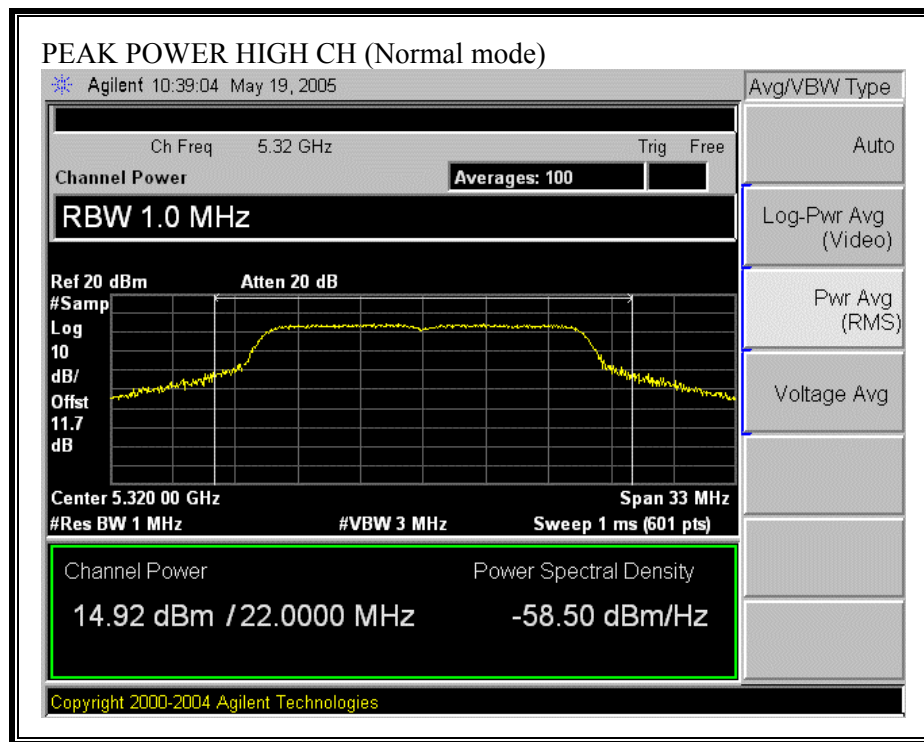 PEAK POWER HIGH CH (Normal mode)
Agilent 10:39:04 May 19, 2005
Avg/VBW Type
Ch Freq 5.32 GHz Trig Free
Auto
Channel Power Averages: 100
RBW 1.0 MHz
Log-Pwr Avg
(Video)
Ref 20 dBm Atten 20 dB
#Samp
Log
10
dB/
Offst
11.7
dB
Pwr Avg
(RMS)
Voltage Avg
Center 5.320 00 GHz Span 33 MHz
#Res BW 1 MHz #VBW 3 MHz Sweep 1 ms (601 pts)
Channel Power Power Spectral Density
14.92 dBm / 22.0000 MHz -58.50 dBm/Hz
Copyright 2000-2004 Agilent Technologies